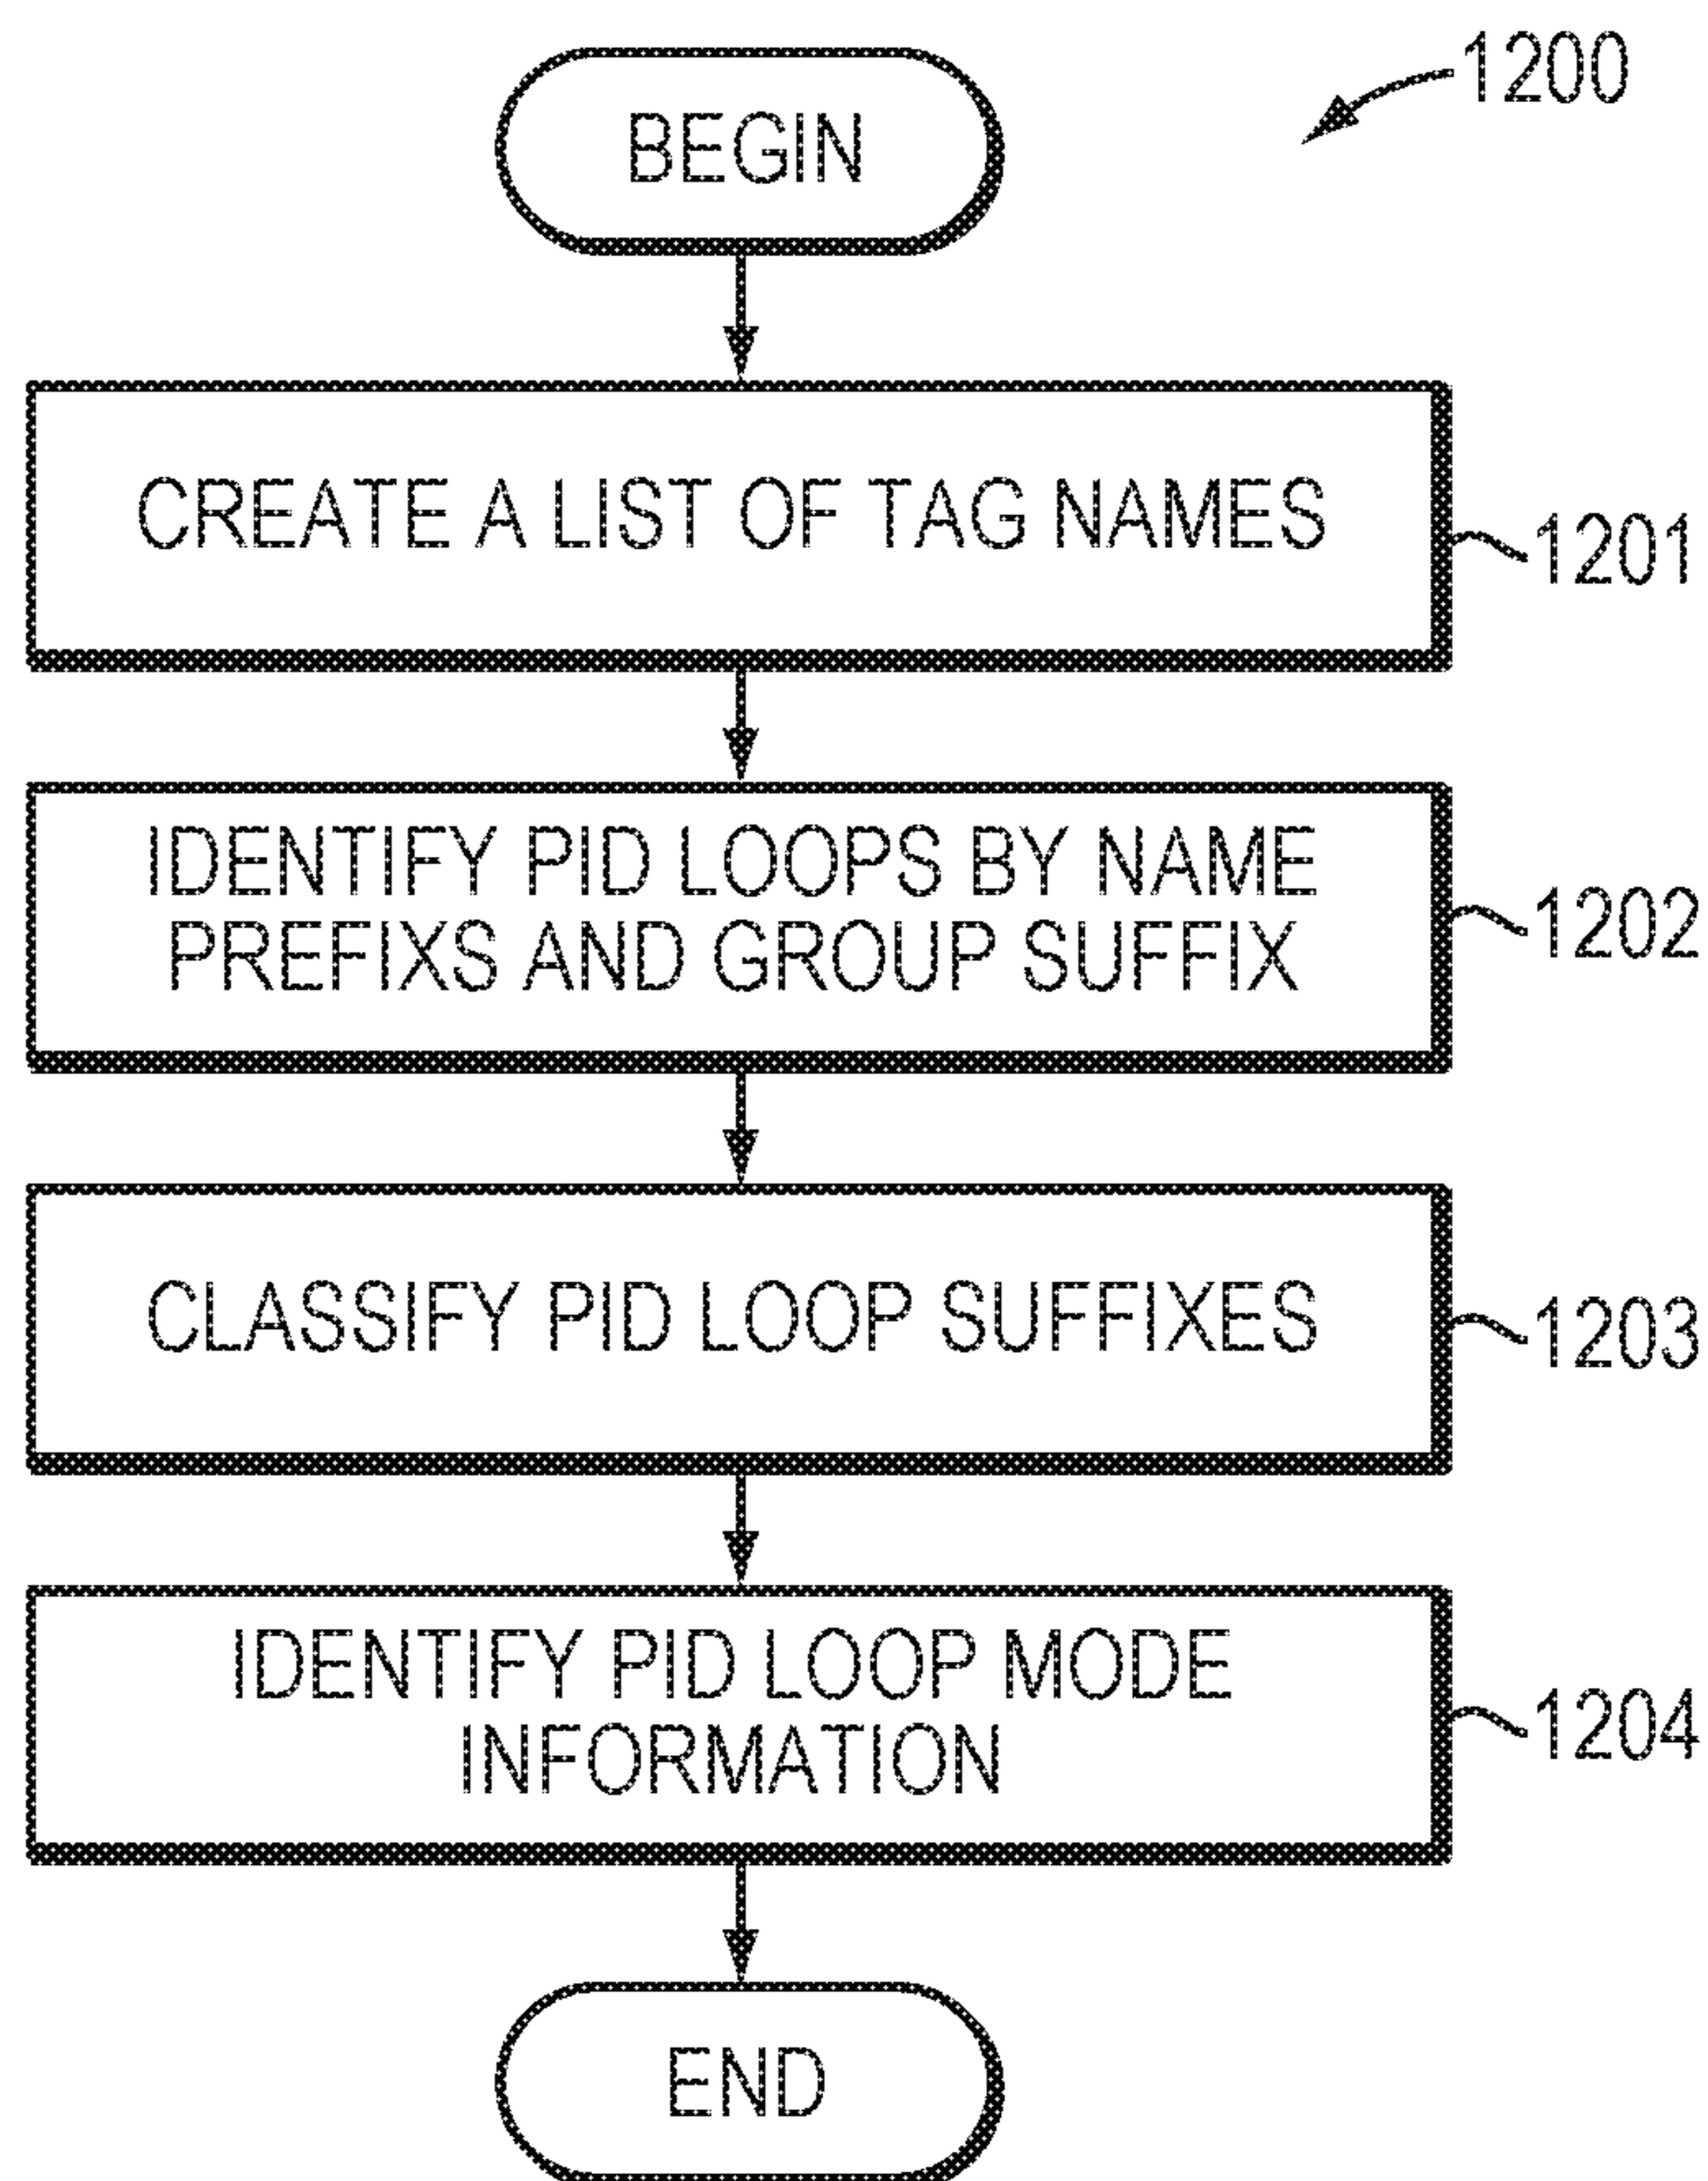 1200
BEGIN
CREATE A LIST OF TAG NAMES
1201
IDENTIFY PID LOOPS BY NAME
PREFIXS AND GROUP SUFFIX
1202
CLASSIFY PID LOOP SUFFIXES
1203
IDENTIFY PID LOOP MODE
INFORMATION
1204
END